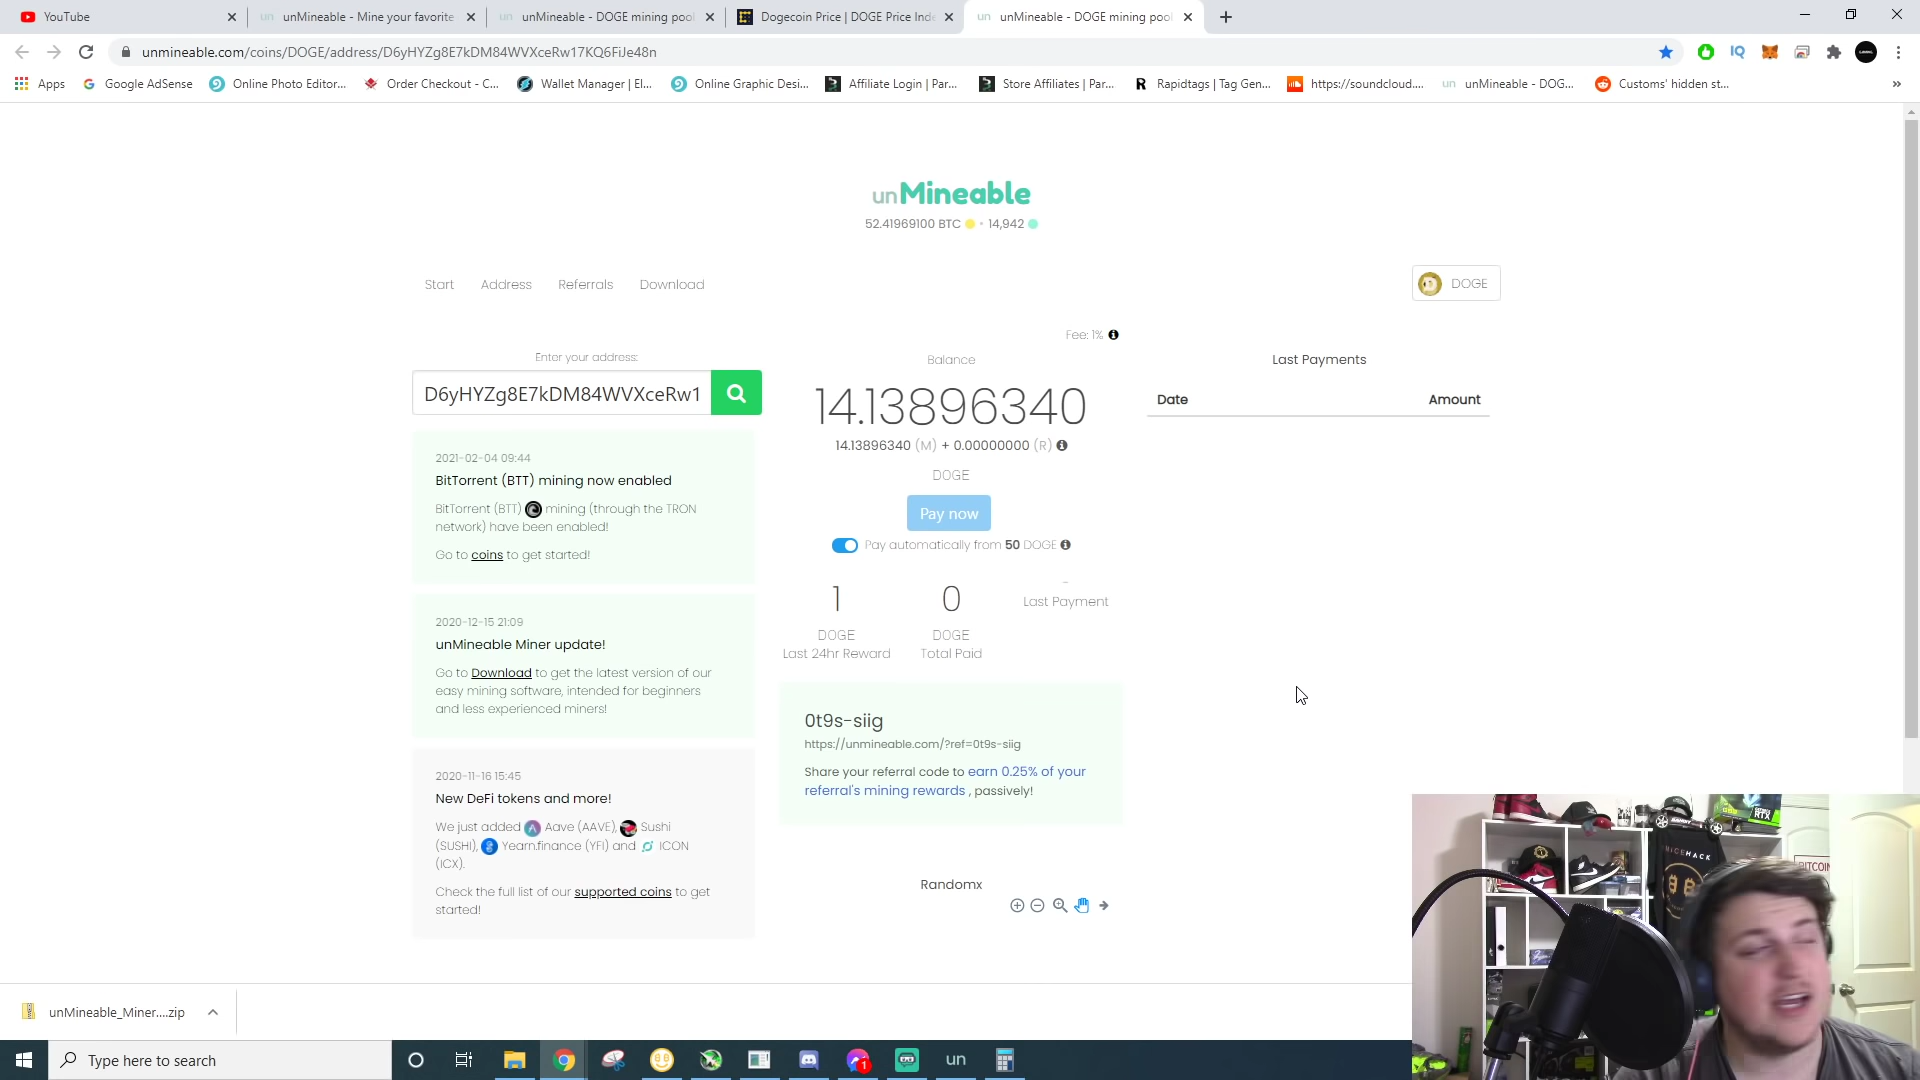 YouTube
unMineable - Mine your favorite
unMineable - DOGE mining pool
Dogecoin Price | DOGE Price Inde
unMineable - DOGE mining pool
unmineable.com/coins/DOGE/address/D6yHYZg8E7kDM84WVXceRw17KQ6FiJe48n
Apps
Google AdSense
Online Photo Editor...
Order Checkout - C...
Wallet Manager | El...
Online Graphic Desi...
Affiliate Login | Par...
Store Affiliates | Par...
Rapidtags | Tag Gen...
https://soundcloud....
unMineable - DOG...
Customs' hidden st...
unMineable
52.41969100 BTC • 14,942
Start Address Referrals Download
DOGE
Fee: 1%
Enter your address:
D6yHYZg8E7kDM84WVXceRw1
2021-02-04 09:44
BitTorrent (BTT) mining now enabled
BitTorrent (BTT) mining (through the TRON
network) have been enabled!
Go to coins to get started!
2020-12-15 21:09
unMineable Miner update!
Go to Download to get the latest version of our
easy mining software, intended for beginners
and less experienced miners!
2020-11-16 15:45
New DeFi tokens and more!
We just added Aave (AAVE), Sushi
(SUSHI), Yearn.finance (YFI) and ICON
(ICX).
Check the full list of our supported coins to get
started!
Balance
14.13896340
14.13896340 (M) + 0.00000000 (R)
DOGE
Pay now
Pay automatically from 50 DOGE
1
DOGE
Last 24hr Reward
0
DOGE
Total Paid
Last Payment
0t9s-siig
https://unmineable.com/?ref=0t9s-siig
Share your referral code to earn 0.25% of your
referral's mining rewards , passively!
Randomx
Last Payments
Date Amount
NICEHACK
BITCOIN
RTX
unMineable_Miner....zip
Type here to search
1
un